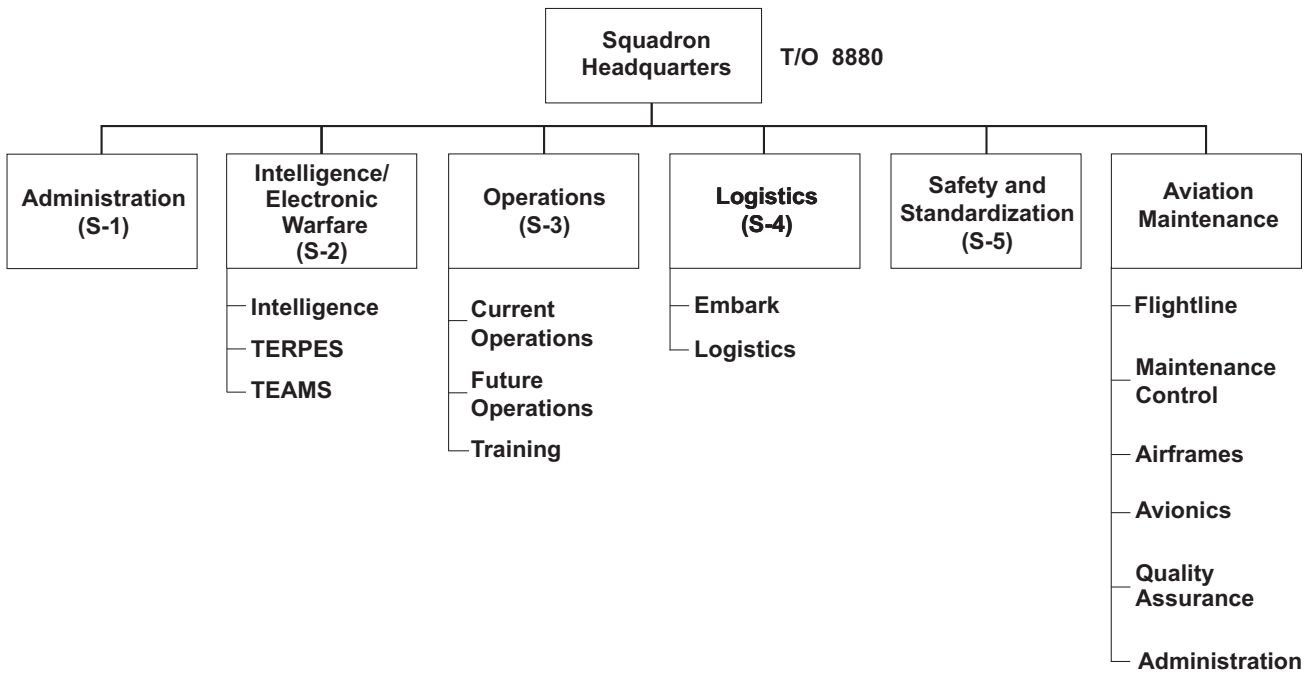 Squadron
Headquarters
T/O 8880
Administration
(S-1)
Intelligence/
Electronic
Warfare
(S-2)
Operations
(S-3)
Logistics
(S-4)
Safety and
Standardization
(S-5)
Aviation
Maintenance
Intelligence
TERPES
TEAMS
Current
Operations
Future
Operations
Training
Embark
Logistics
Flightline
Maintenance
Control
Airframes
Avionics
Quality
Assurance
Administration